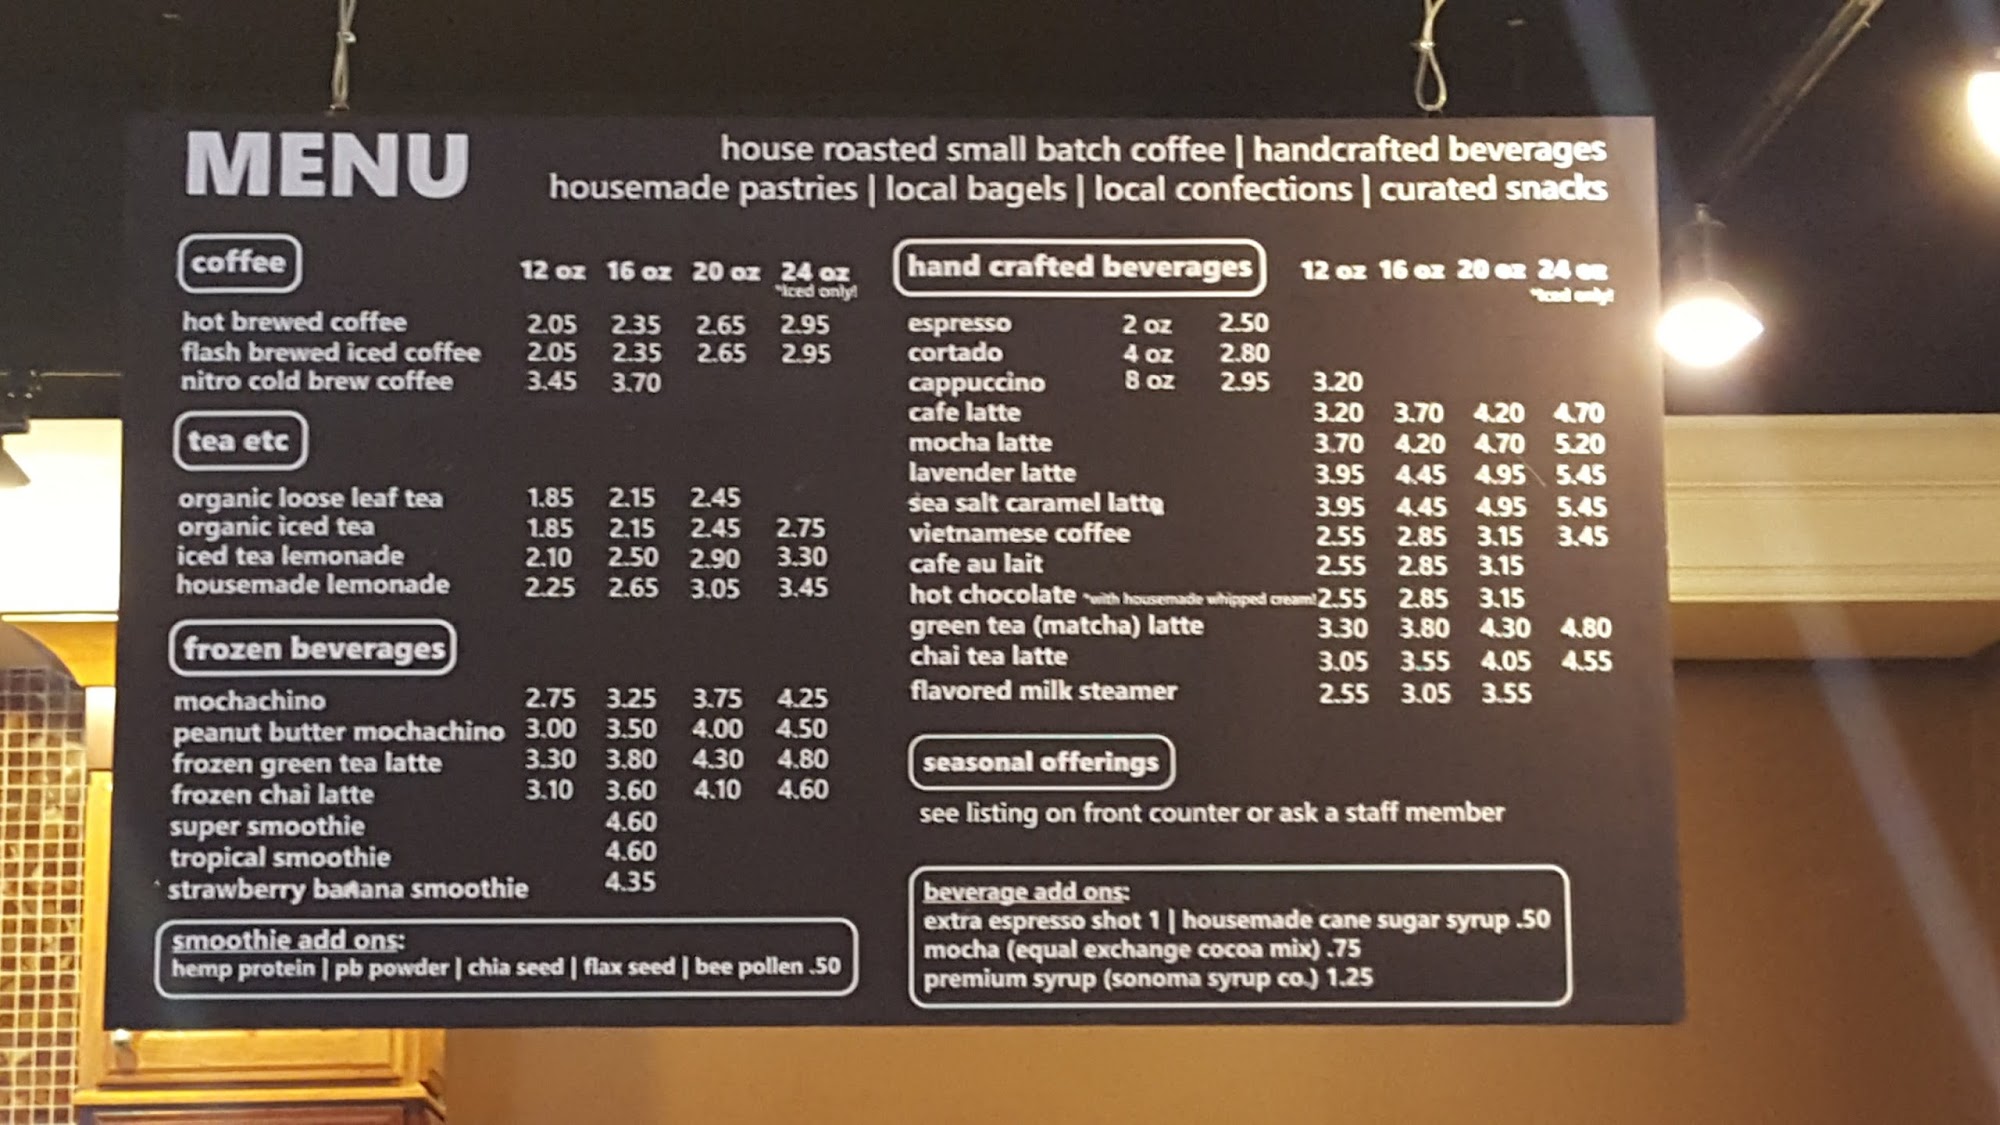 MENU
house roasted small batch coffee | handcrafted beverages
housemade pastries | local bagels | local confections | curated snacks
coffee 12 oz 16 oz 20 oz 24 oz
*Iced only!
hot brewed coffee 2.05 2.35 2.65 2.95
flash brewed iced coffee 2.05 2.35 2.65 2.95
nitro cold brew coffee 3.45 3.70
tea etc
organic loose leaf tea 1.85 2.15 2.45
organic iced tea 1.85 2.15 2.45 2.75
iced tea lemonade 2.10 2.50 2.90 3.30
housemade lemonade 2.25 2.65 3.05 3.45
frozen beverages
mochachino 2.75 3.25 3.75 4.25
peanut butter mochachino 3.00 3.50 4.00 4.50
frozen green tea latte 3.30 3.80 4.30 4.80
frozen chai latte 3.10 3.60 4.10 4.60
super smoothie 4.60
tropical smoothie 4.60
strawberry banana smoothie 4.35
smoothie add ons:
hemp protein | pb powder | chia seed | flax seed | bee pollen .50
hand crafted beverages 12 oz 16 oz 20 oz 24 oz
*Iced only!
espresso 2 oz 2.50
cortado 4 oz 2.80
cappuccino 8 oz 2.95 3.20
cafe latte 3.20 3.70 4.20 4.70
mocha latte 3.70 4.20 4.70 5.20
lavender latte 3.95 4.45 4.95 5.45
sea salt caramel latte 3.95 4.45 4.95 5.45
vietnamese coffee 2.55 2.85 3.15 3.45
cafe au lait 2.55 2.85 3.15
hot chocolate *with housemade whipped cream! 2.55 2.85 3.15
green tea (matcha) latte 3.30 3.80 4.30 4.80
chai tea latte 3.05 3.55 4.05 4.55
flavored milk steamer 2.55 3.05 3.55
seasonal offerings
see listing on front counter or ask a staff member
beverage add ons:
extra espresso shot 1 | housemade cane sugar syrup .50
mocha (equal exchange cocoa mix) .75
premium syrup (sonoma syrup co.) 1.25